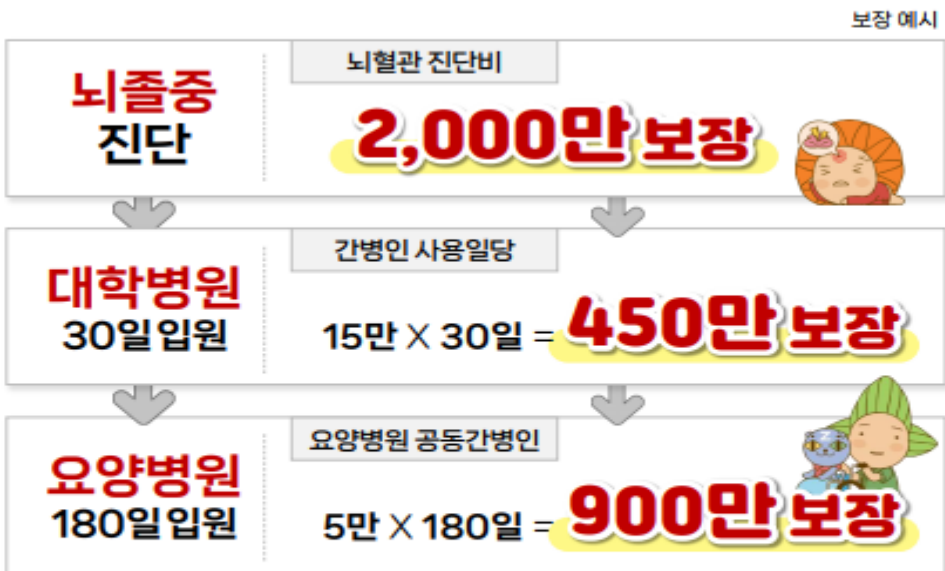 보장 예시
뇌졸중
진단
뇌혈관 진단비
2,000만 보장
대학병원
30일 입원
간병인 사용일당
15만 X 30일 = 450만 보장
요양병원
180일 입원
요양병원 공동간병인
5만 X 180일 = 900만 보장